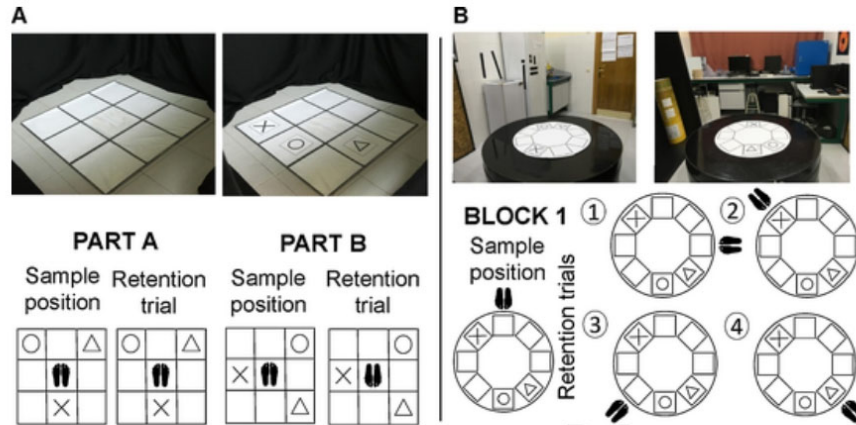 A
B
PART A
PART B
Sample position
Retention trial
Sample position
Retention trial
BLOCK 1
Sample position
Retention trials
1
2
3
4